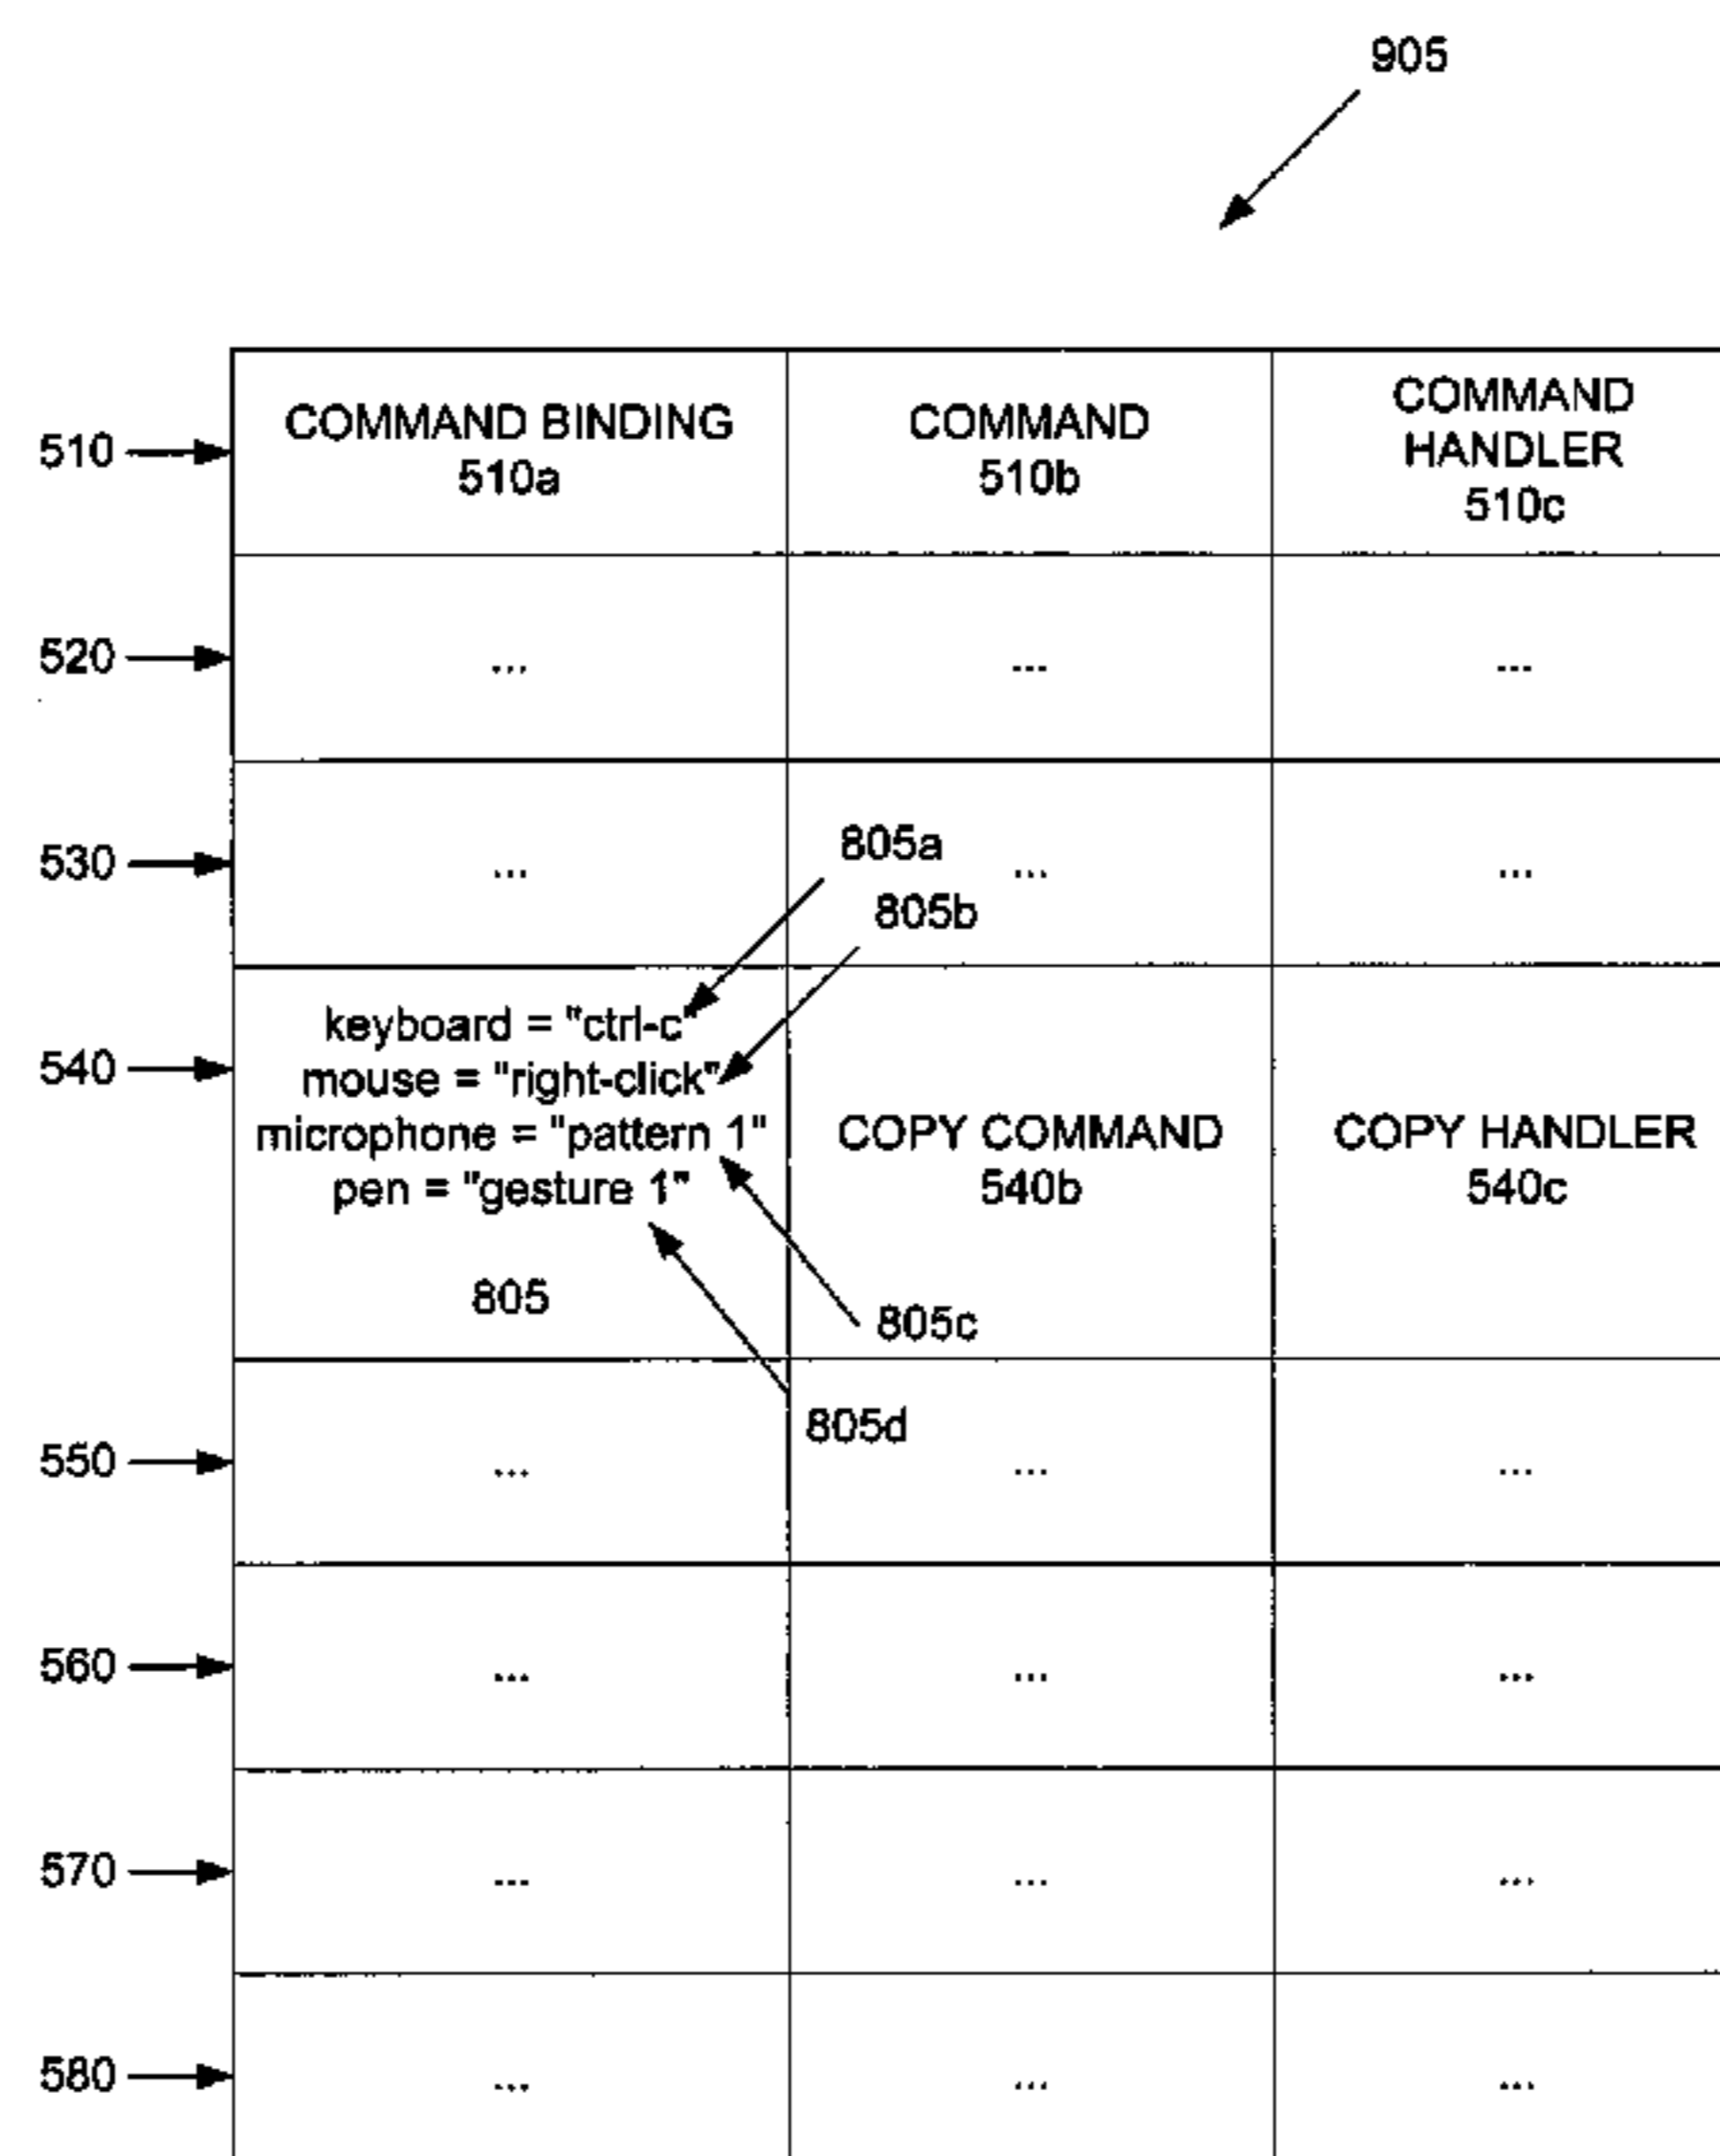 905
510
COMMAND BINDING
510a
COMMAND
510b
COMMAND
HANDLER
510c
520
...
...
...
530
...
805a
...
...
805b
540
keyboard = "ctrl-c"
mouse = "right-click"
microphone = "pattern 1"
pen = "gesture 1"
805
COPY COMMAND
540b
COPY HANDLER
540c
805c
805d
550
...
...
...
560
...
...
...
570
...
...
...
580
...
...
...